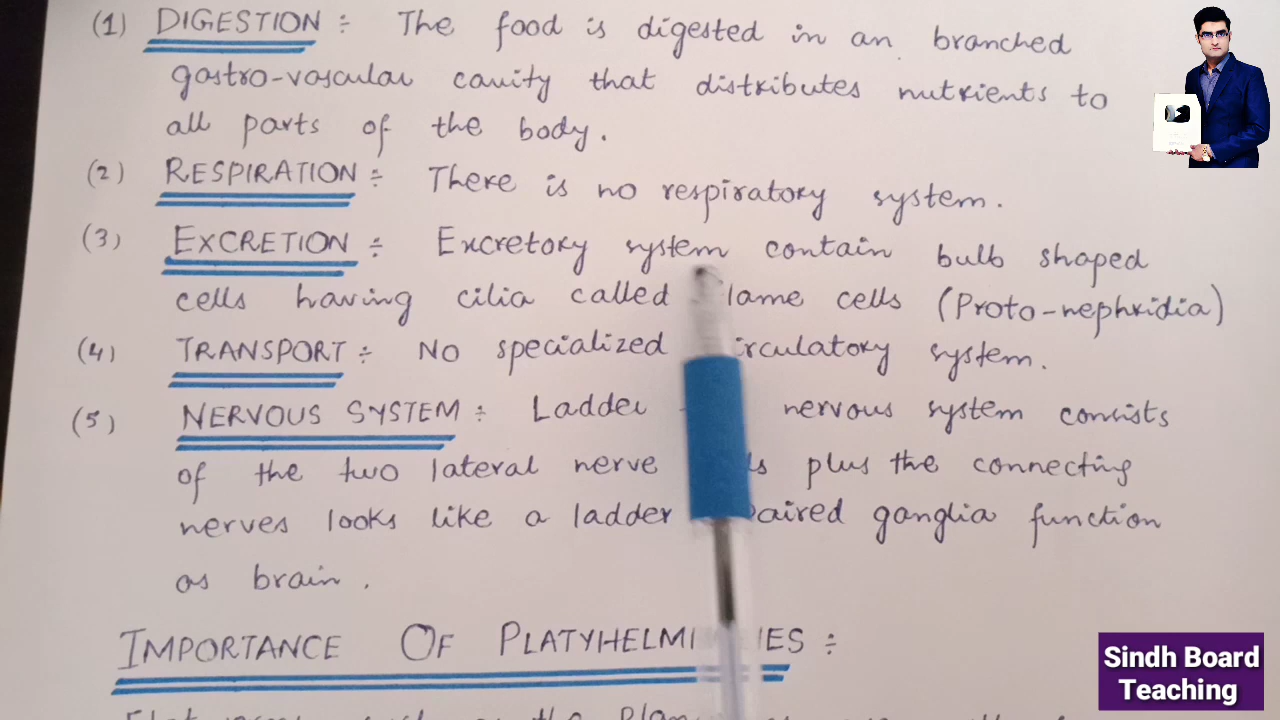 (1) DIGESTION ÷ The food is digested in an branched
gastro-vascular cavity that distributes nutrients to
all parts of the body.
(2) RESPIRATION ÷ There is no respiratory system.
(3) EXCRETION ÷ Excretory system contain bulb shaped
cells having cilia called lame cells (Proto-nephridia)
(4) TRANSPORT ÷ No specialized irculatory system.
(5) NERVOUS SYSTEM ÷ Ladder nervous system consists
of the two lateral nerve plus the connecting
nerves looks like a ladder paired ganglia function
as brain.
IMPORTANCE OF PLATYHELMI IES ÷
Sindh Board
Teaching